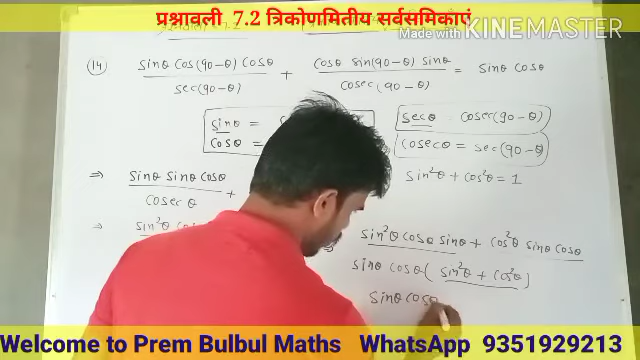 प्रश्नावली 7.2 त्रिकोणमितीय सर्वसमिकाएं
Made with KINEMASTER
(14) sinθ cos(90-θ) cosθ / sec(90-θ) + cosθ sin(90-θ) sinθ / cosec(90-θ) = sinθ cosθ
sinθ =
cosθ =
secθ = cosec(90-θ)
cosecθ = sec(90-θ)
sin²θ + cos²θ = 1
⇒ sinθ sinθ cosθ / cosecθ +
⇒ sin²θ
⇒ sin²θ cosθ sinθ + cos²θ sinθ cosθ
sinθ cosθ (sin²θ + cos²θ)
sinθ cosθ
Welcome to Prem Bulbul Maths WhatsApp 9351929213